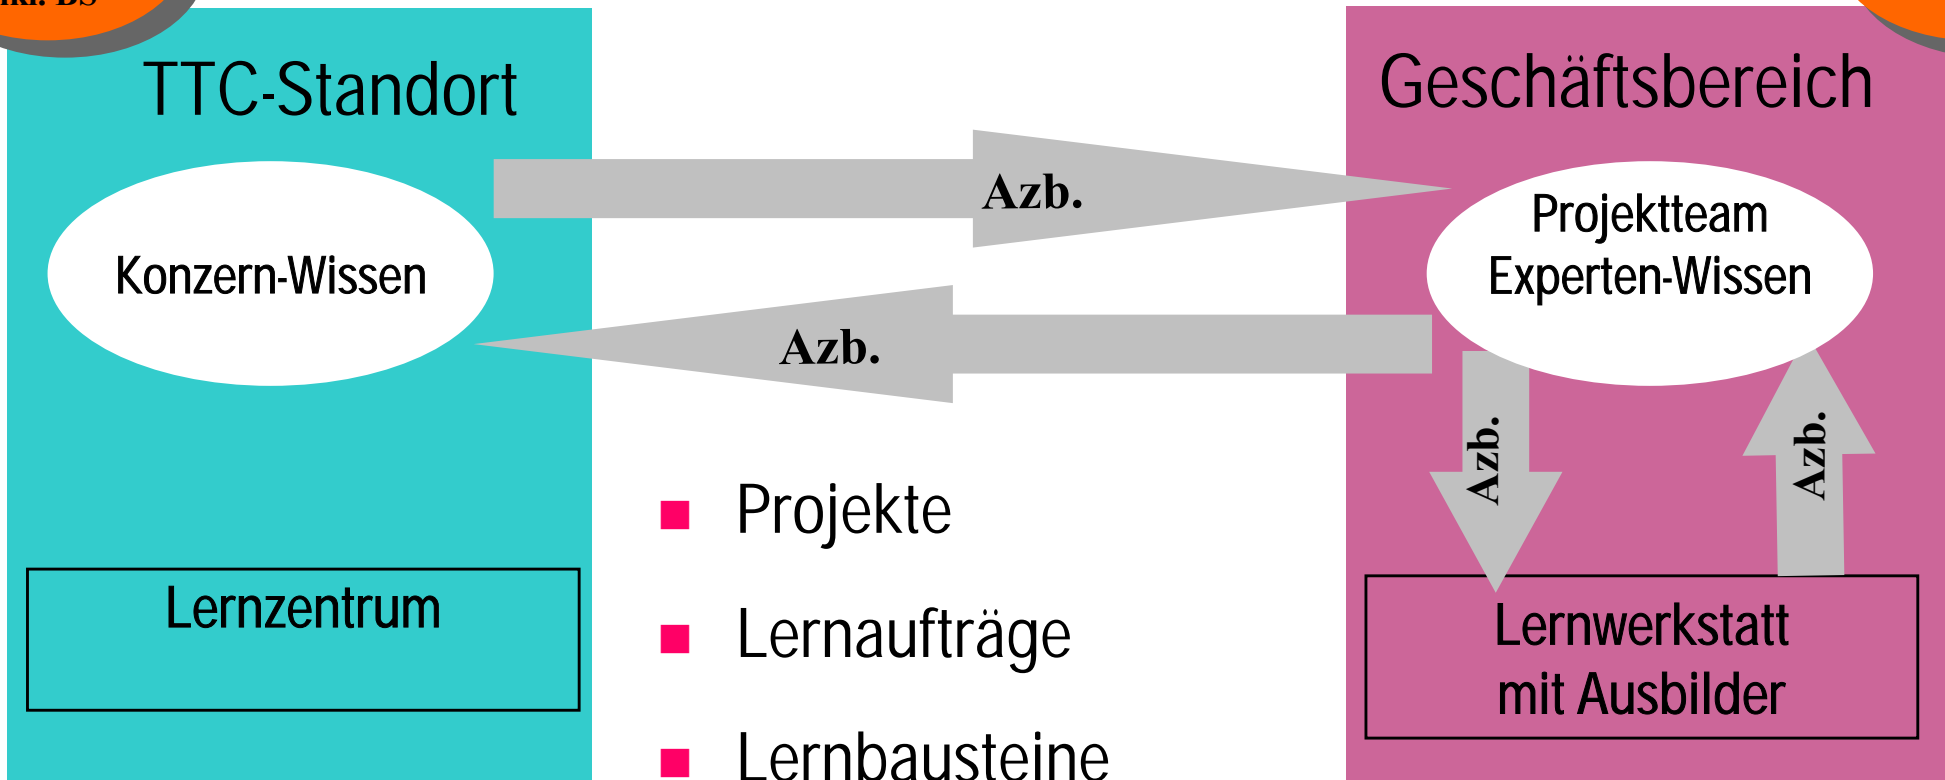 BS
TTC-Standort
Geschäftsbereich
Konzern-Wissen
Azb.
Azb.
Projektteam
Experten-Wissen
Azb.
Azb.
Lernzentrum
Projekte
Lernaufträge
Lernbausteine
Lernwerkstatt
mit Ausbilder